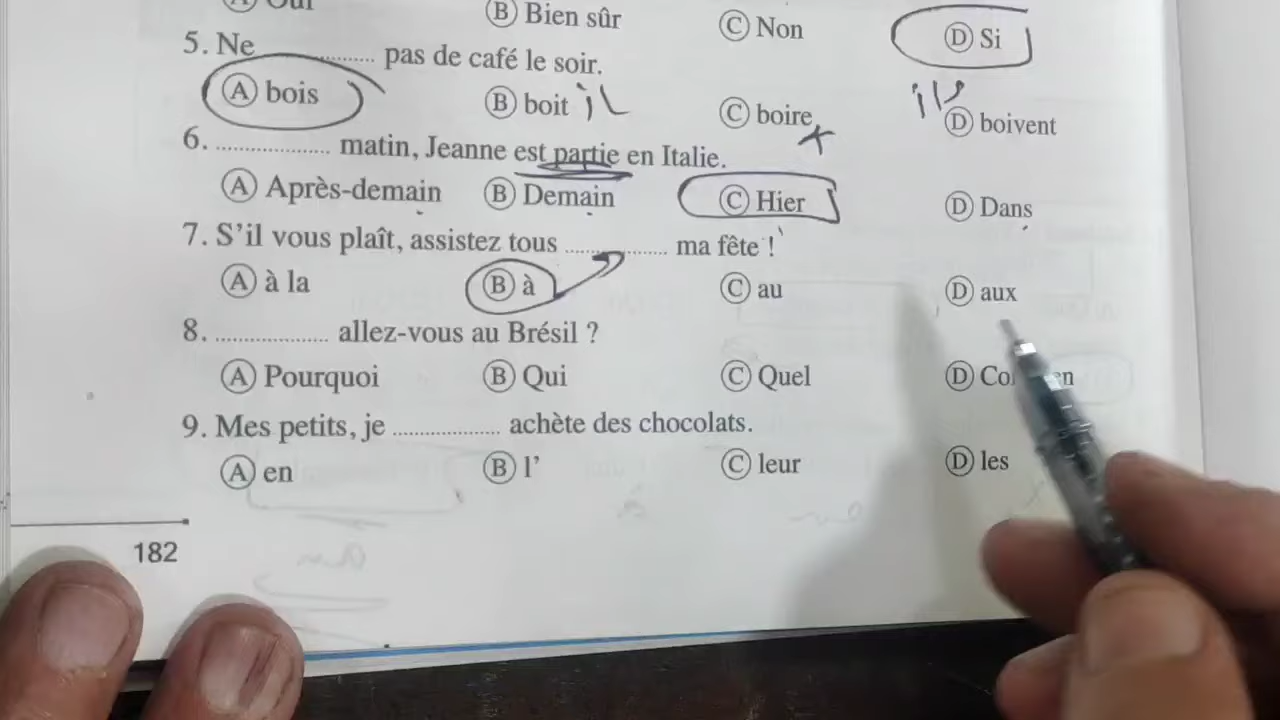 Ⓐ Oui Ⓑ Bien sûr Ⓒ Non Ⓓ Si
5. Ne .............. pas de café le soir.
Ⓐ bois Ⓑ boit Ⓒ boire Ⓓ boivent
6. ................... matin, Jeanne est partie en Italie.
Ⓐ Après-demain Ⓑ Demain Ⓒ Hier Ⓓ Dans
7. S'il vous plaît, assistez tous ................. ma fête !
Ⓐ à la Ⓑ à Ⓒ au Ⓓ aux
8. ................... allez-vous au Brésil ?
Ⓐ Pourquoi Ⓑ Qui Ⓒ Quel Ⓓ
9. Mes petits, je .................. achète des chocolats.
Ⓐ en Ⓑ l' Ⓒ leur Ⓓ les
182